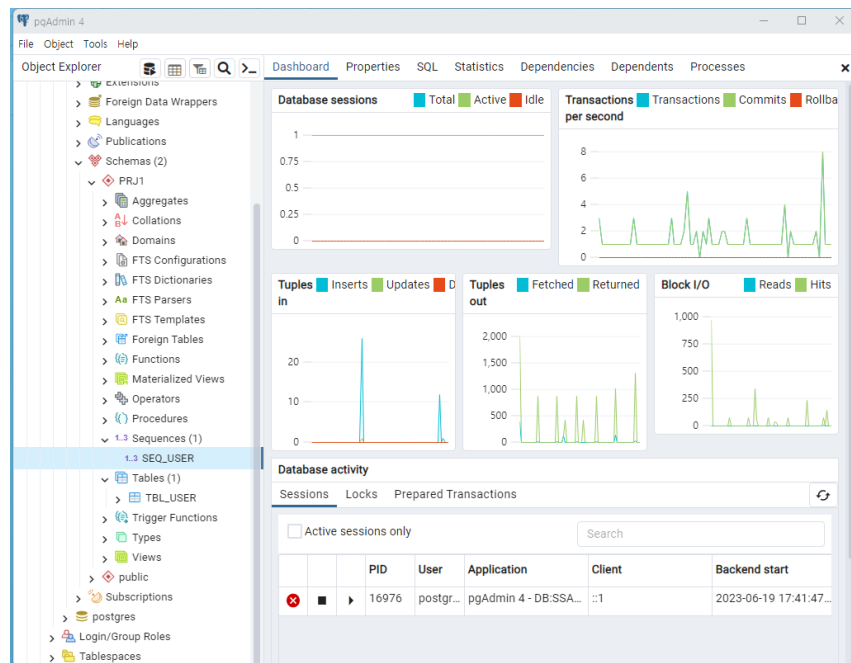 pgAdmin 4
File Object Tools Help
Object Explorer
Dashboard Properties SQL Statistics Dependencies Dependents Processes
Extensions
Foreign Data Wrappers
Languages
Publications
Schemas (2)
PRJ1
Aggregates
Collations
Domains
FTS Configurations
FTS Dictionaries
Aa FTS Parsers
FTS Templates
Foreign Tables
Functions
Materialized Views
Operators
Procedures
1..3 Sequences (1)
1..3 SEQ_USER
Tables (1)
TBL_USER
Trigger Functions
Types
Views
public
Subscriptions
postgres
Login/Group Roles
Tablespaces
Database sessions Total Active Idle
1
0.75
0.5
0.25
0
Transactions per second Transactions Commits Rollba
8
6
4
2
0
Tuples in Inserts Updates D
20
10
0
Tuples out Fetched Returned
2,000
1,500
1,000
500
0
Block I/O Reads Hits
1,000
750
500
250
0
Database activity
Sessions Locks Prepared Transactions
Active sessions only
Search
PID User Application Client Backend start
16976 postgr... pgAdmin 4 - DB:SSA... ::1 2023-06-19 17:41:47...